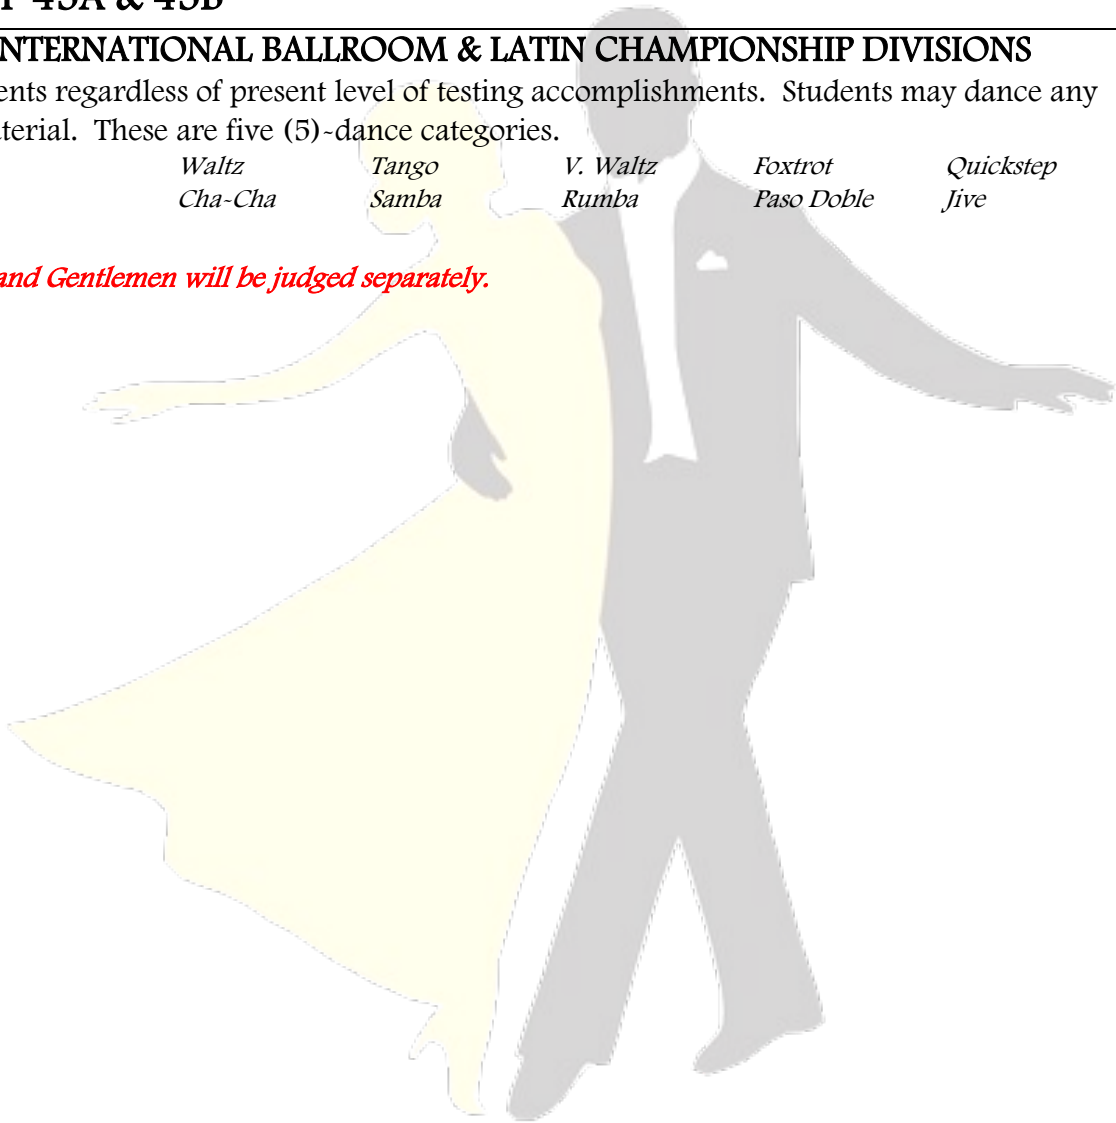 45A & 45B
NTERNATIONAL BALLROOM & LATIN CHAMPIONSHIP DIVISIONS
ents regardless of present level of testing accomplishments. Students may dance any
terial. These are five (5)-dance categories.
Waltz Tango V. Waltz Foxtrot Quickstep
Cha-Cha Samba Rumba Paso Doble Jive
and Gentlemen will be judged separately.